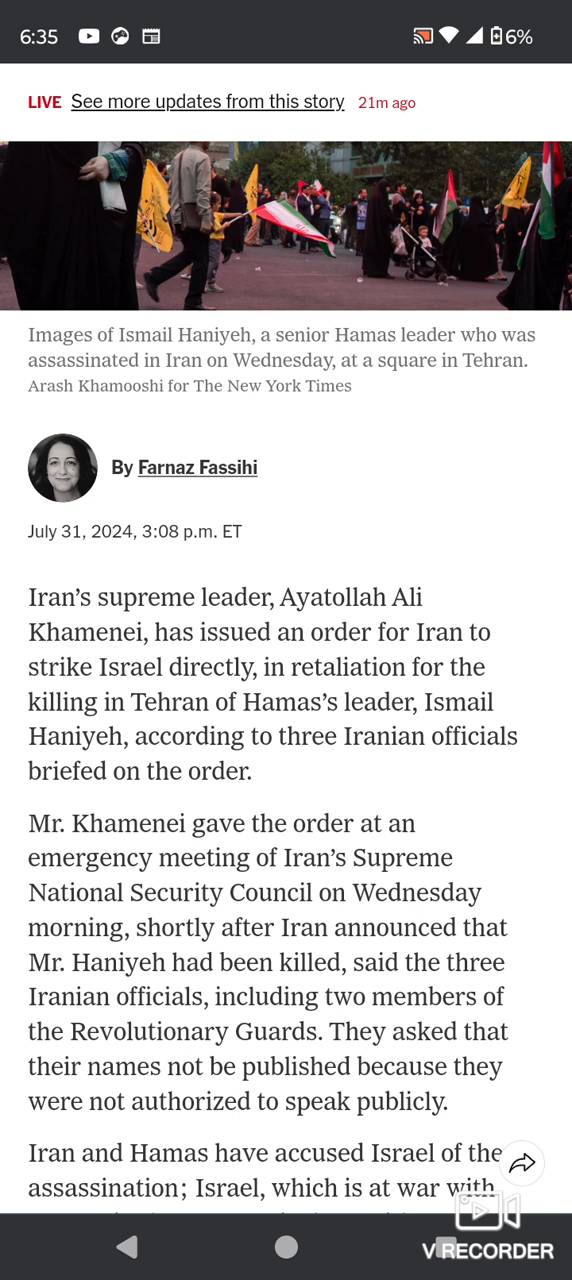 6:35
6%
LIVE See more updates from this story 21m ago
Images of Ismail Haniyeh, a senior Hamas leader who was
assassinated in Iran on Wednesday, at a square in Tehran.
Arash Khamooshi for The New York Times
By Farnaz Fassihi
July 31, 2024, 3:08 p.m. ET
Iran’s supreme leader, Ayatollah Ali
Khamenei, has issued an order for Iran to
strike Israel directly, in retaliation for the
killing in Tehran of Hamas’s leader, Ismail
Haniyeh, according to three Iranian officials
briefed on the order.
Mr. Khamenei gave the order at an
emergency meeting of Iran’s Supreme
National Security Council on Wednesday
morning, shortly after Iran announced that
Mr. Haniyeh had been killed, said the three
Iranian officials, including two members of
the Revolutionary Guards. They asked that
their names not be published because they
were not authorized to speak publicly.
Iran and Hamas have accused Israel of the
assassination; Israel, which is at war with
V RECORDER